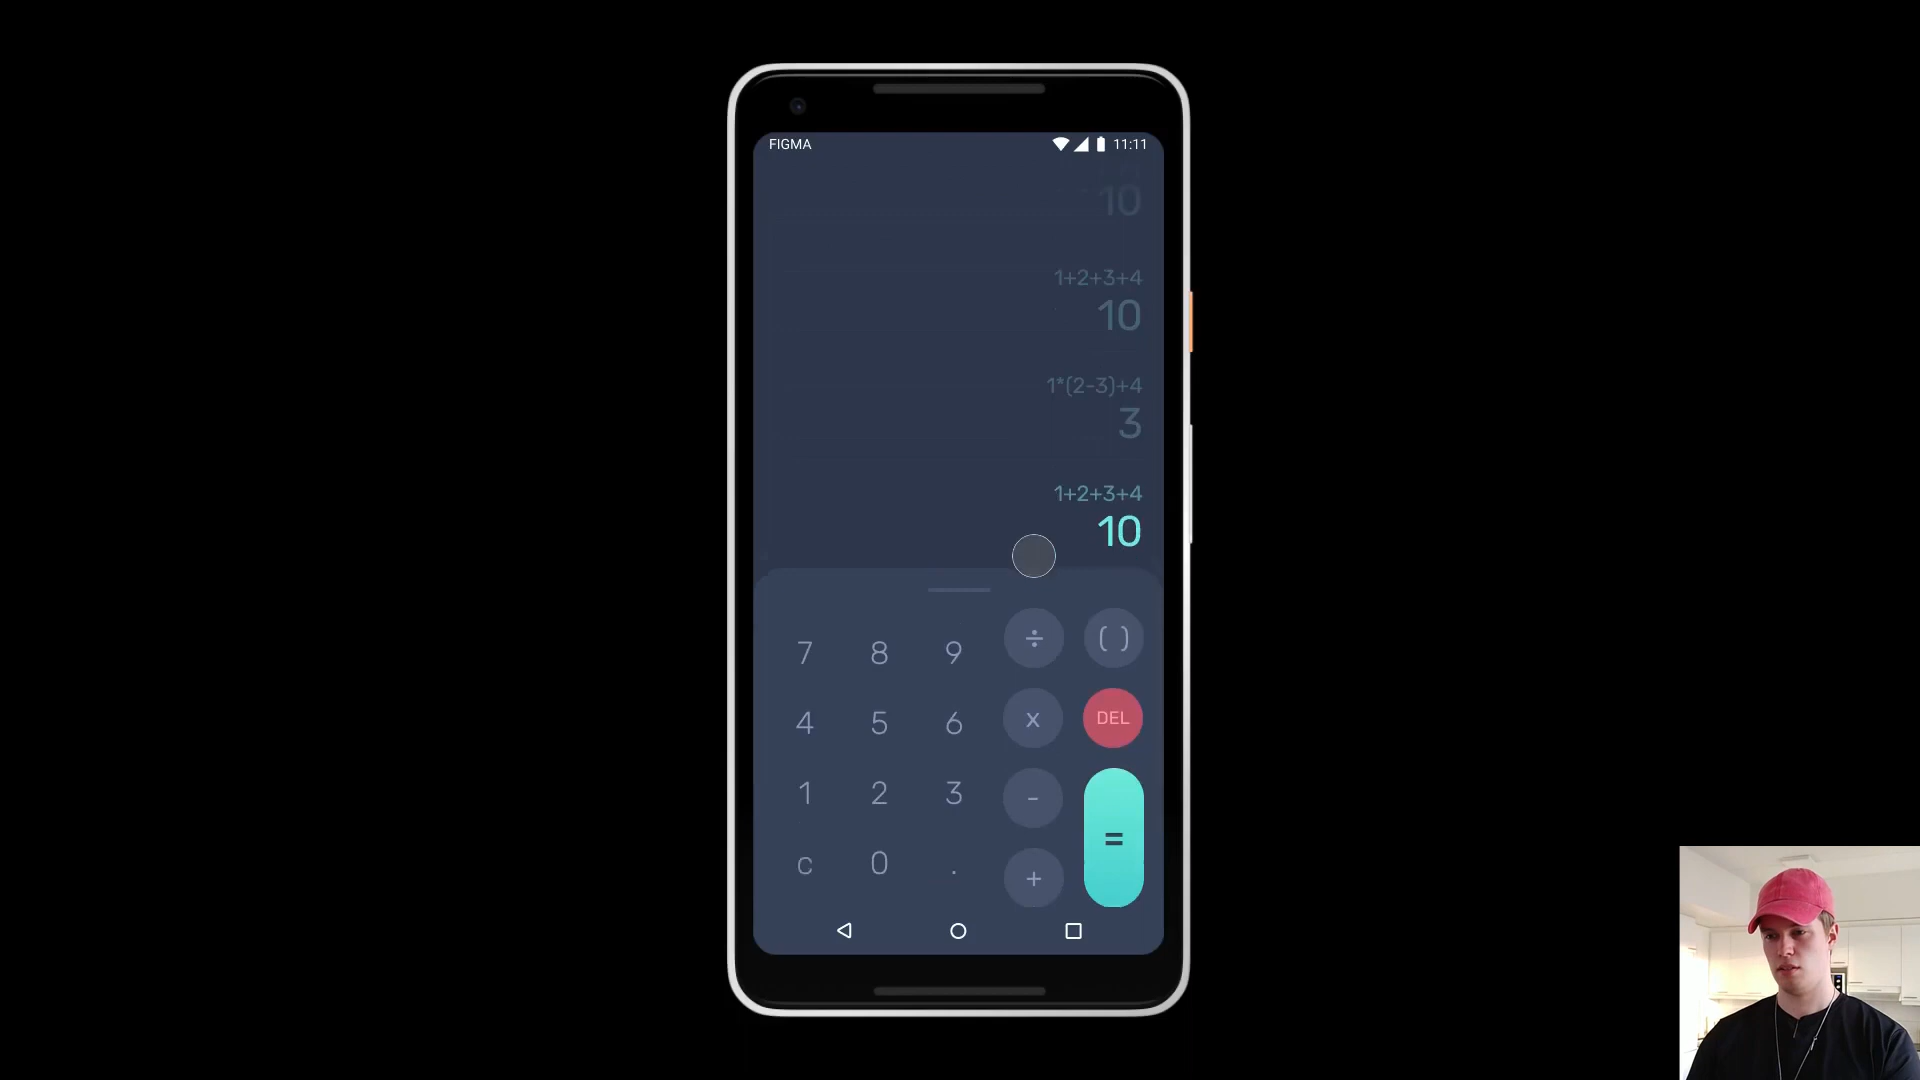 FIGMA 11:11
10
1+2+3+4
10
1*(2-3)+4
3
1+2+3+4
10
7 8 9 ÷ ( )
4 5 6 x DEL
1 2 3 -
=
C 0 . +